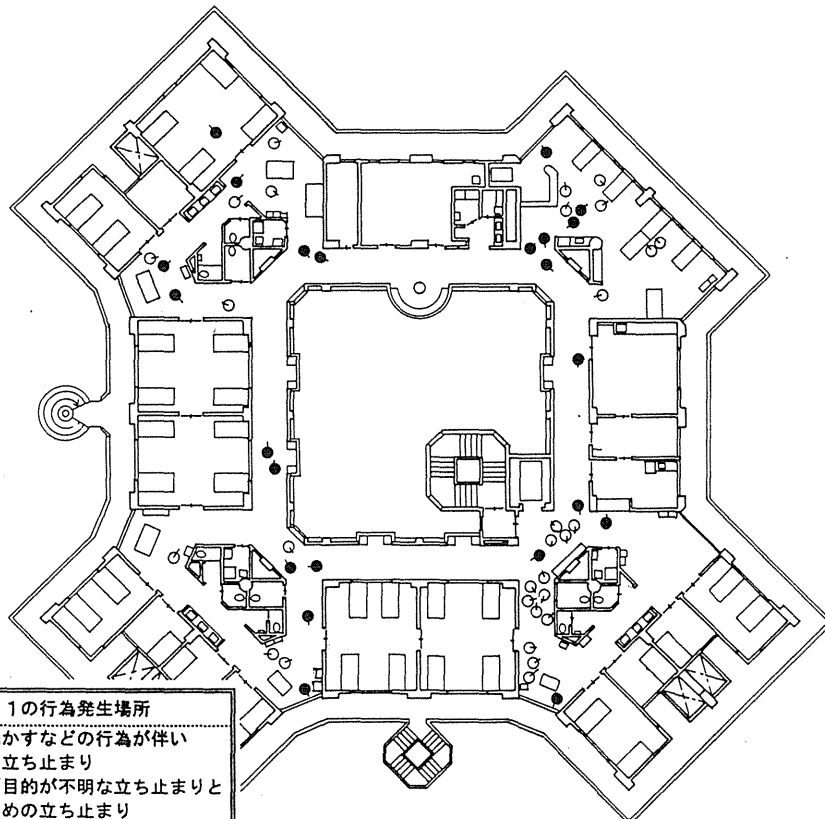 1の行為発生場所
かすなどの行為が伴い
立ち止まり
目的が不明な立ち止まりと
めの立ち止まり